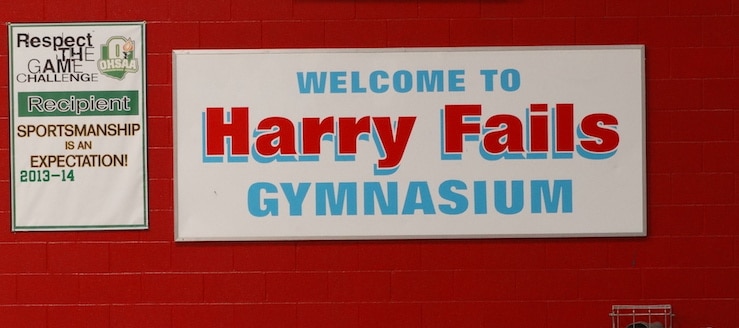 Respect
THE
GAME
CHALLENGE
OHSAA
Recipient
SPORTSMANSHIP
IS AN
EXPECTATION!
2013-14
WELCOME TO
Harry Fails
GYMNASIUM